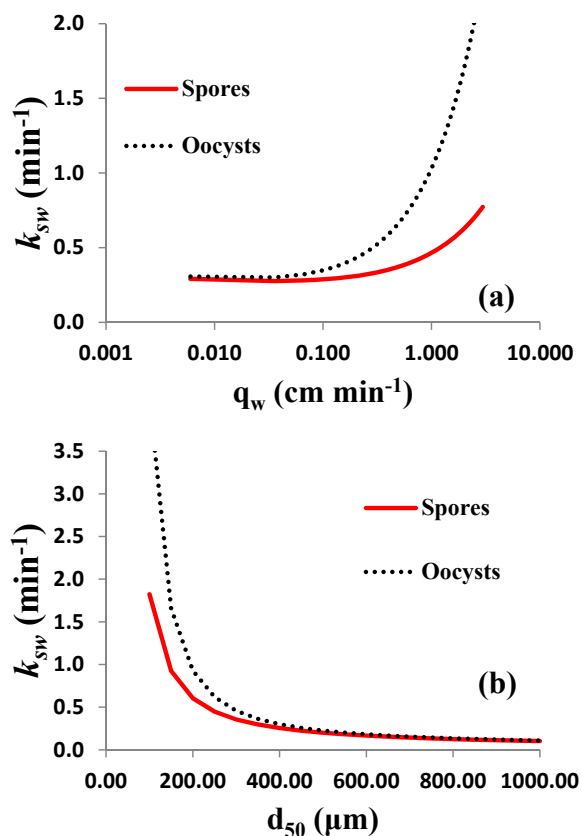 2.0
1.5
1.0
0.5
0.0
k_sw (min⁻¹)
Spores
Oocysts
(a)
0.001 0.010 0.100 1.000 10.000
q_w (cm min⁻¹)
3.5
3.0
2.5
2.0
1.5
1.0
0.5
0.0
k_sw (min⁻¹)
Spores
Oocysts
(b)
0.00 200.00 400.00 600.00 800.00 1000.00
d₅₀ (μm)